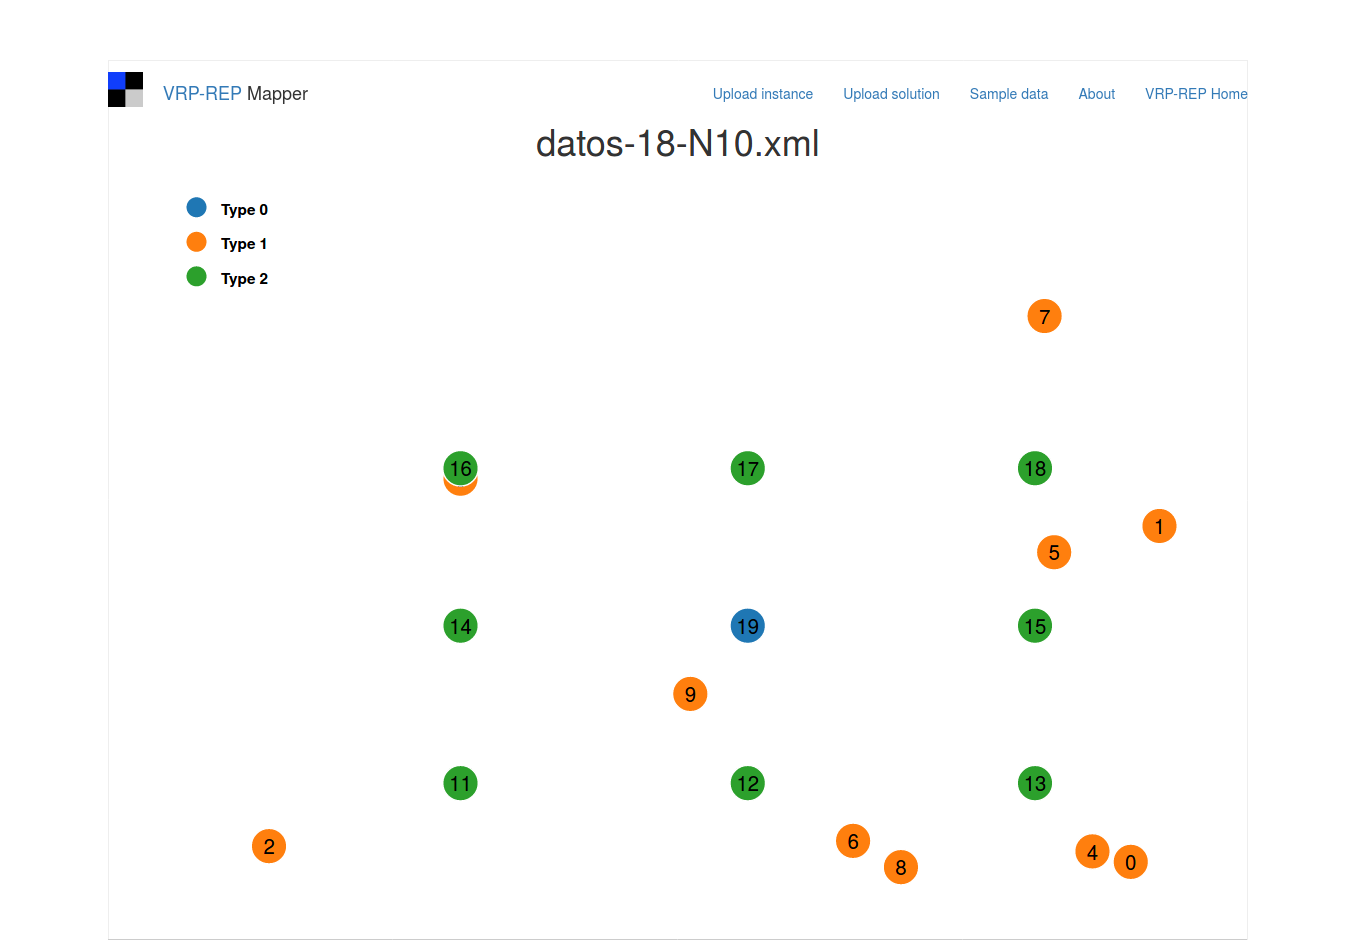 VRP-REP Mapper
Upload instance Upload solution Sample data About VRP-REP Home
datos-18-N10.xml
Type 0
Type 1
Type 2
7
16 17 18
1
5
14 19 15
9
11 12 13
2 6 8 4 0